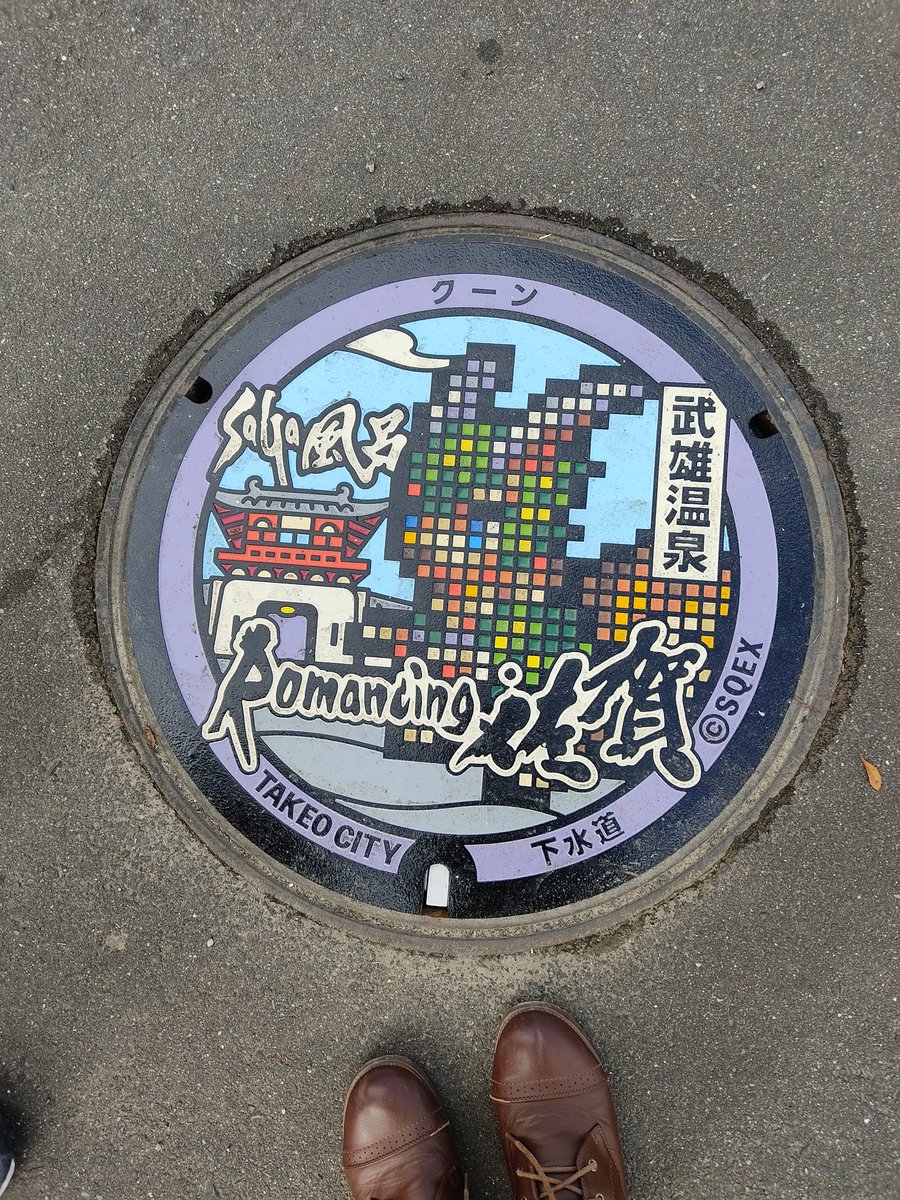 クーン
Saga風呂
武雄温泉
Romancing佐賀
©SQEX
TAKEO CITY
下水道